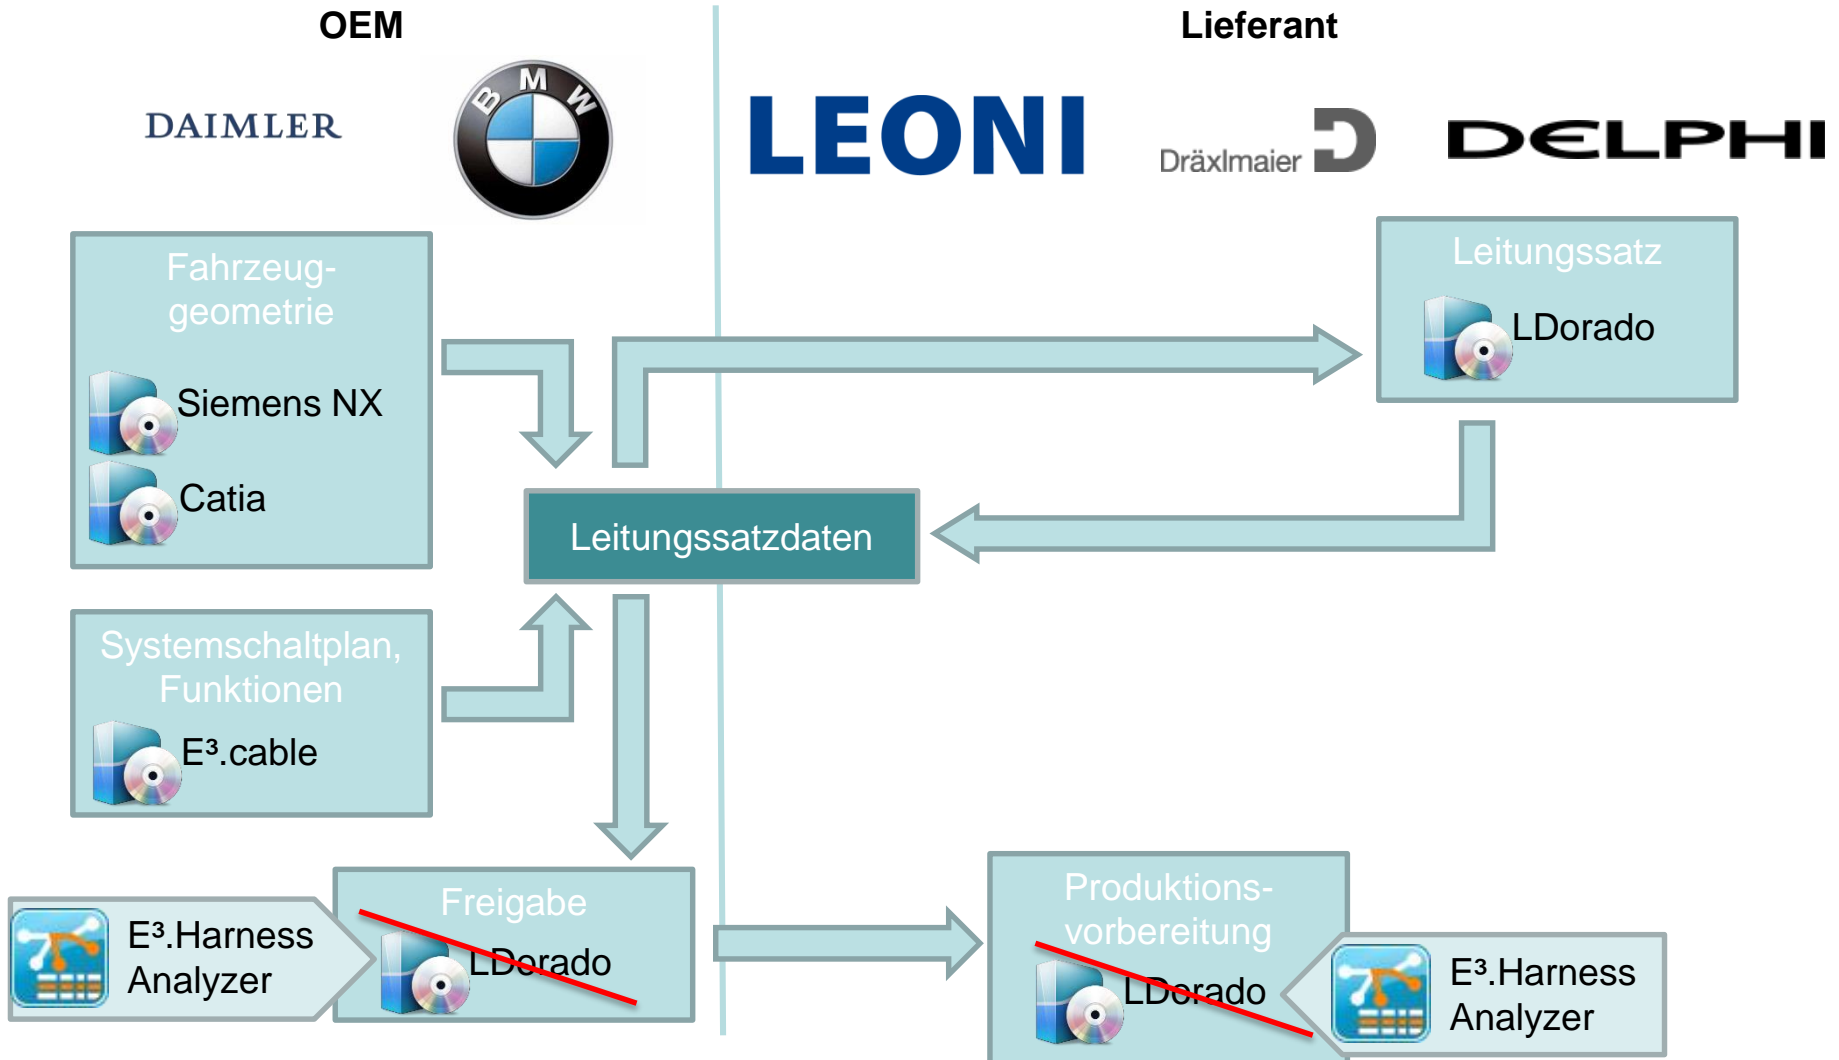 OEM
Lieferant
DAIMLER
BMW
LEONI
Dräxlmaier
DELPHI
Fahrzeug-
geometrie
Siemens NX
Catia
Leitungssatz
LDorado
Leitungssatzdaten
Systemschaltplan,
Funktionen
E³.cable
E³.Harness
Analyzer
Freigabe
LDorado
Produktions-
vorbereitung
LDorado
E³.Harness
Analyzer